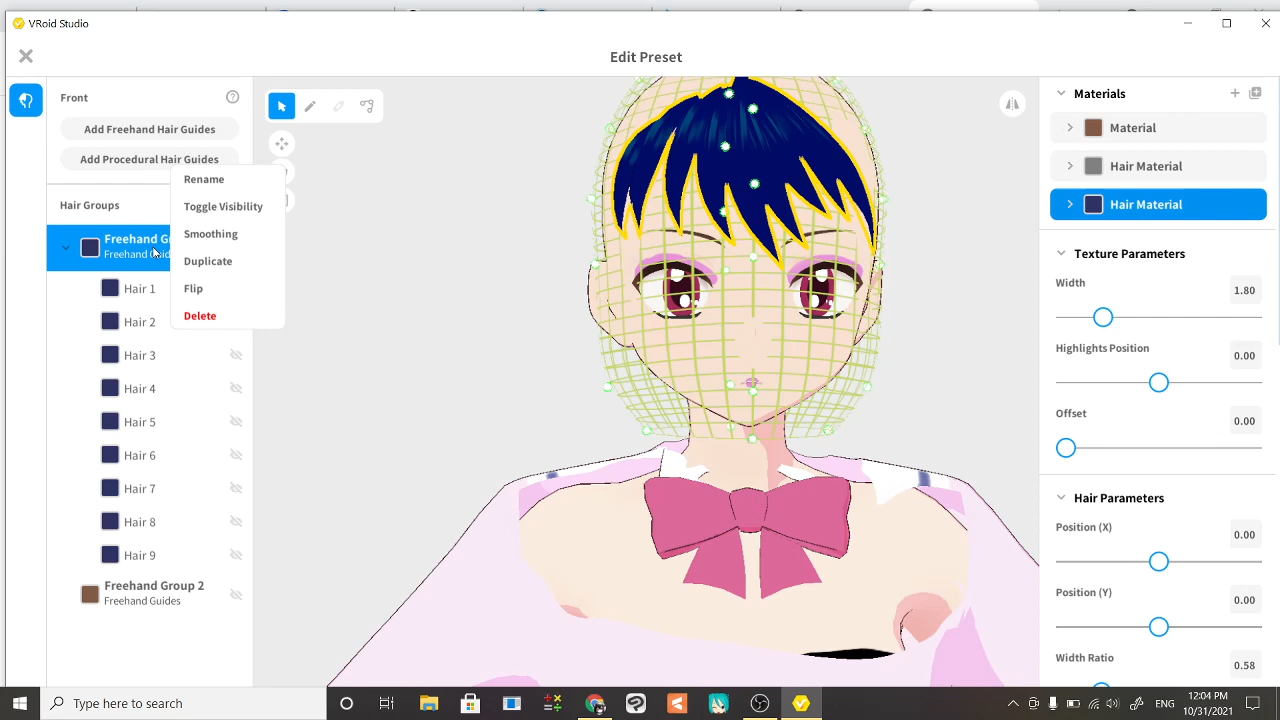 VRoid Studio
Edit Preset
Front
Add Freehand Hair Guides
Add Procedural Hair Guides
Hair Groups
Freehand
Freehand
Rename
Toggle Visibility
Smoothing
Duplicate
Flip
Delete
Hair 1
Hair 2
Hair 3
Hair 4
Hair 5
Hair 6
Hair 7
Hair 8
Hair 9
Freehand Group 2
Freehand Guides
Materials
Material
Hair Material
Hair Material
Texture Parameters
Width
1.80
Highlights Position
0.00
Offset
0.00
Hair Parameters
Position (X)
0.00
Position (Y)
0.00
Width Ratio
0.58
Type here to search
ENG
12:04 PM
10/31/2021